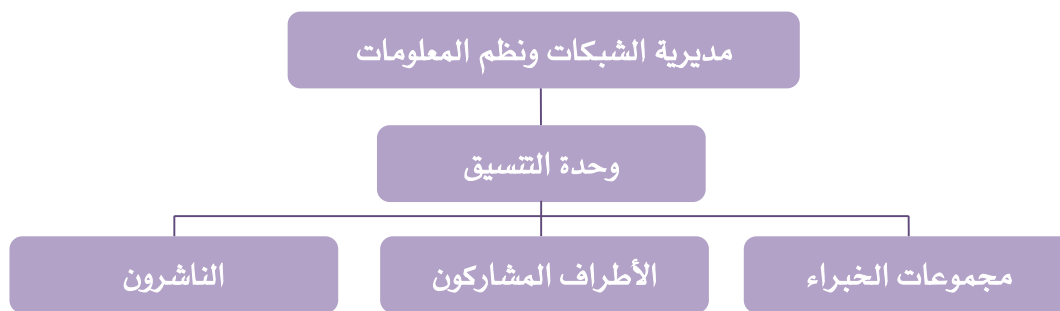 مديرية الشبكات ونظم المعلومات
وحدة التنسيق
مجموعات الخبراء
الأطراف المشاركون
الناشرون